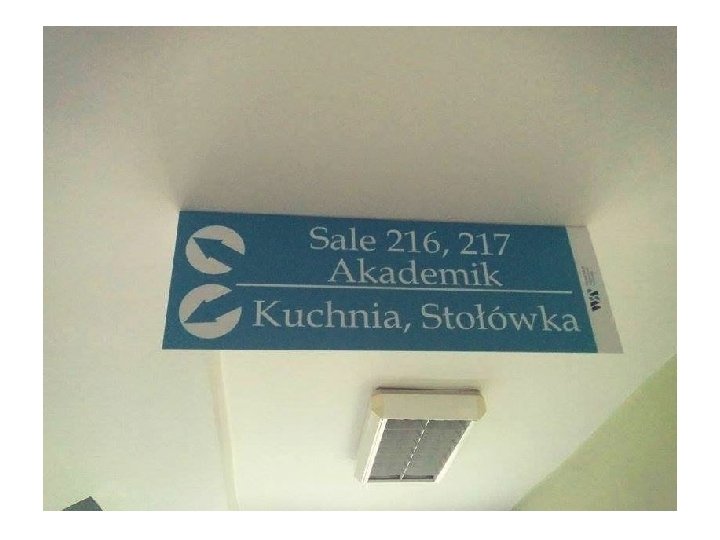 Sale 216, 217
Akademik
Kuchnia, Stołówka